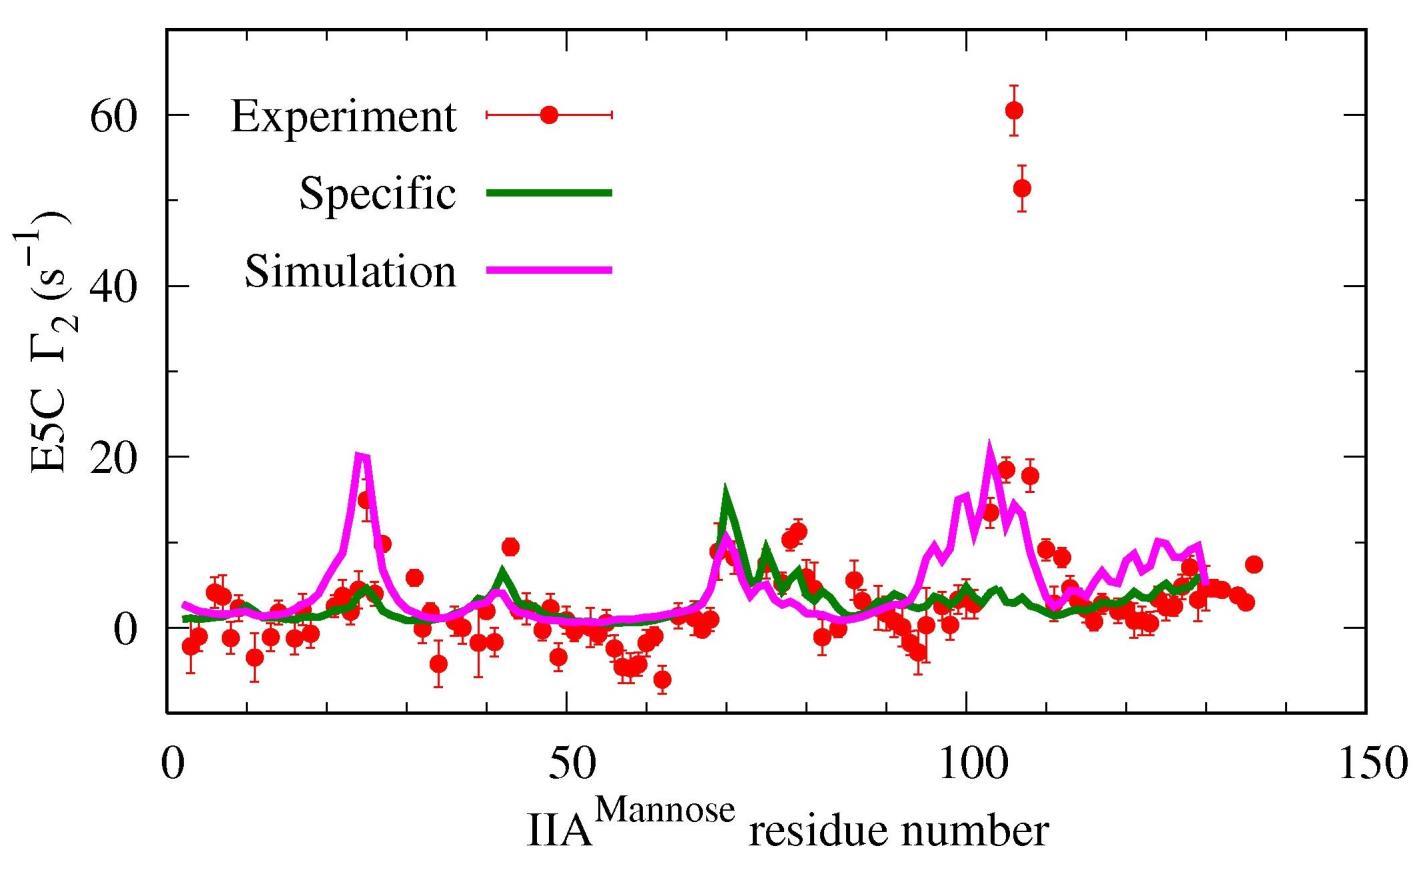 E5C Γ2 (s−1)
60
40
20
0
Experiment
Specific
Simulation
0 50 100 150
IIAMannose residue number